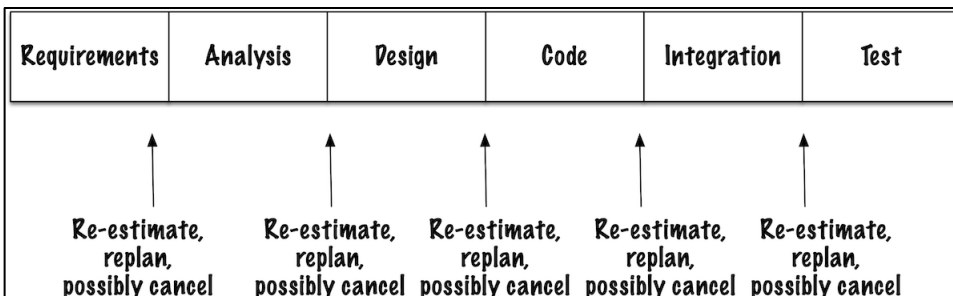 Requirements Analysis Design Code Integration Test
Re-estimate, Re-estimate, Re-estimate, Re-estimate, Re-estimate,
replan, replan, replan, replan, replan,
possibly cancel possibly cancel possibly cancel possibly cancel possibly cancel